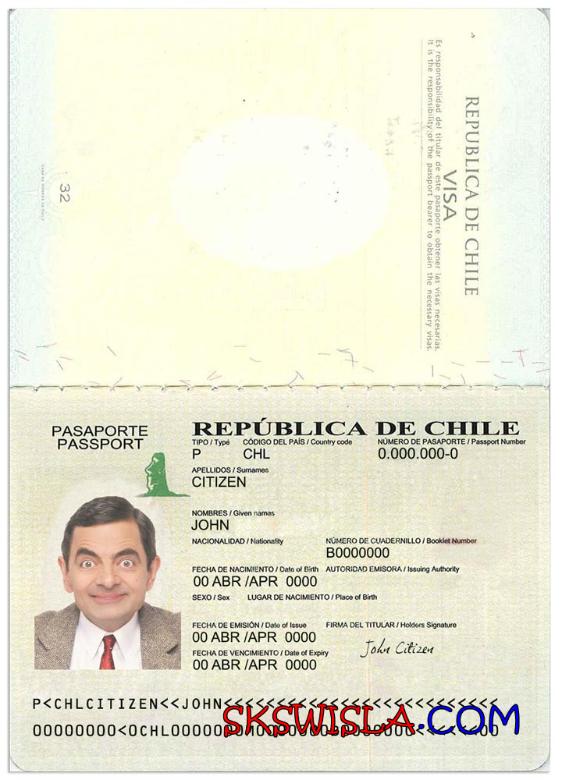 REPUBLICA DE CHILE
VISA
Es responsabilidad del titular de este pasaporte obtener las visas necesarias.
It is the responsibility of the passport bearer to obtain the necessary visas.
32
PASAPORTE
PASSPORT
REPÚBLICA DE CHILE
TIPO / Type CÓDIGO DEL PAÍS / Country code NÚMERO DE PASAPORTE / Passport Number
P CHL 0.000.000-0
APELLIDOS / Surnames
CITIZEN
NOMBRES / Given names
JOHN
NACIONALIDAD / Nationality NÚMERO DE CUADERNILLO / Booklet Number
B0000000
FECHA DE NACIMIENTO / Date of Birth AUTORIDAD EMISORA / Issuing Authority
00 ABR /APR 0000
SEXO / Sex LUGAR DE NACIMIENTO / Place of Birth
FECHA DE EMISIÓN / Date of Issue FIRMA DEL TITULAR / Holders Signature
00 ABR /APR 0000 John Citizen
FECHA DE VENCIMIENTO / Date of Expiry
00 ABR /APR 0000
P<CHLCITIZEN<<JOHN<<<<<<<<<<<<<<<<<<<<<<<<<<
SKSWISLA.COM